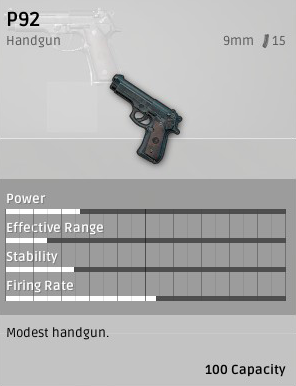 P92
Handgun 9mm 15
Power
Effective Range
Stability
Firing Rate
Modest handgun.
100 Capacity